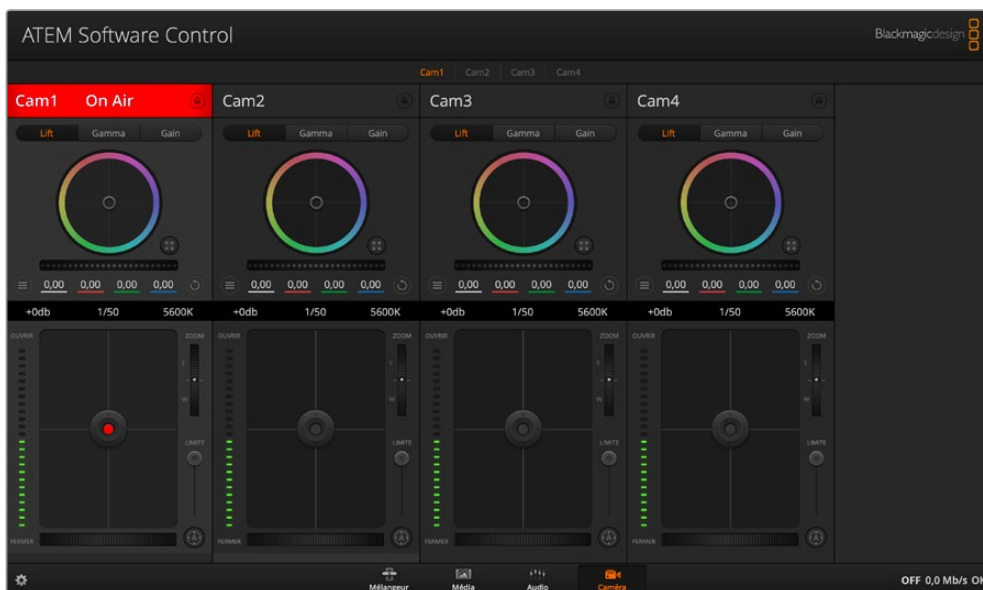 ATEM Software Control
Blackmagicdesign
Cam1 Cam2 Cam3 Cam4
Cam1 On Air Cam2 Cam3 Cam4
Lift Gamma Gain Lift Gamma Gain Lift Gamma Gain Lift Gamma Gain
0,00 0,00 0,00 0,00 0,00 0,00 0,00 0,00 0,00 0,00 0,00 0,00 0,00 0,00 0,00 0,00
+0db 1/50 5600K +0db 1/50 5600K +0db 1/50 5600K +0db 1/50 5600K
OUVRIR ZOOM OUVRIR ZOOM OUVRIR ZOOM OUVRIR ZOOM
T T T T
W W W W
LIMITE LIMITE LIMITE LIMITE
FERMER A FERMER A FERMER A FERMER A
Mélangeur Média Audio Caméra
OFF 0,0 Mb/s OK